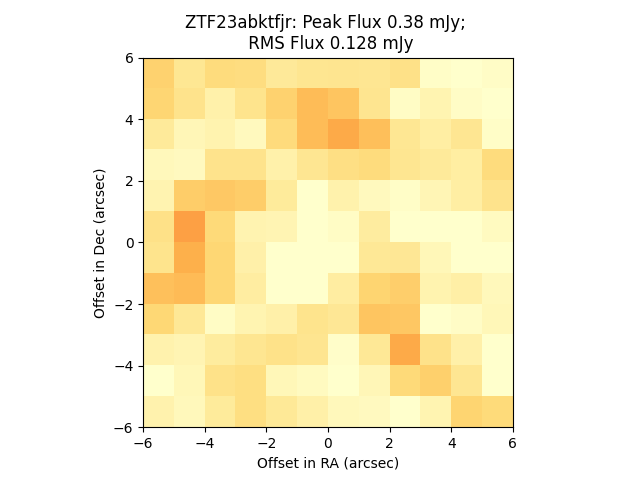 ZTF23abktfjr: Peak Flux 0.38 mJy;
RMS Flux 0.128 mJy
6
4
2
0
−2
−4
−6
Offset in Dec (arcsec)
−6 −4 −2 0 2 4 6
Offset in RA (arcsec)